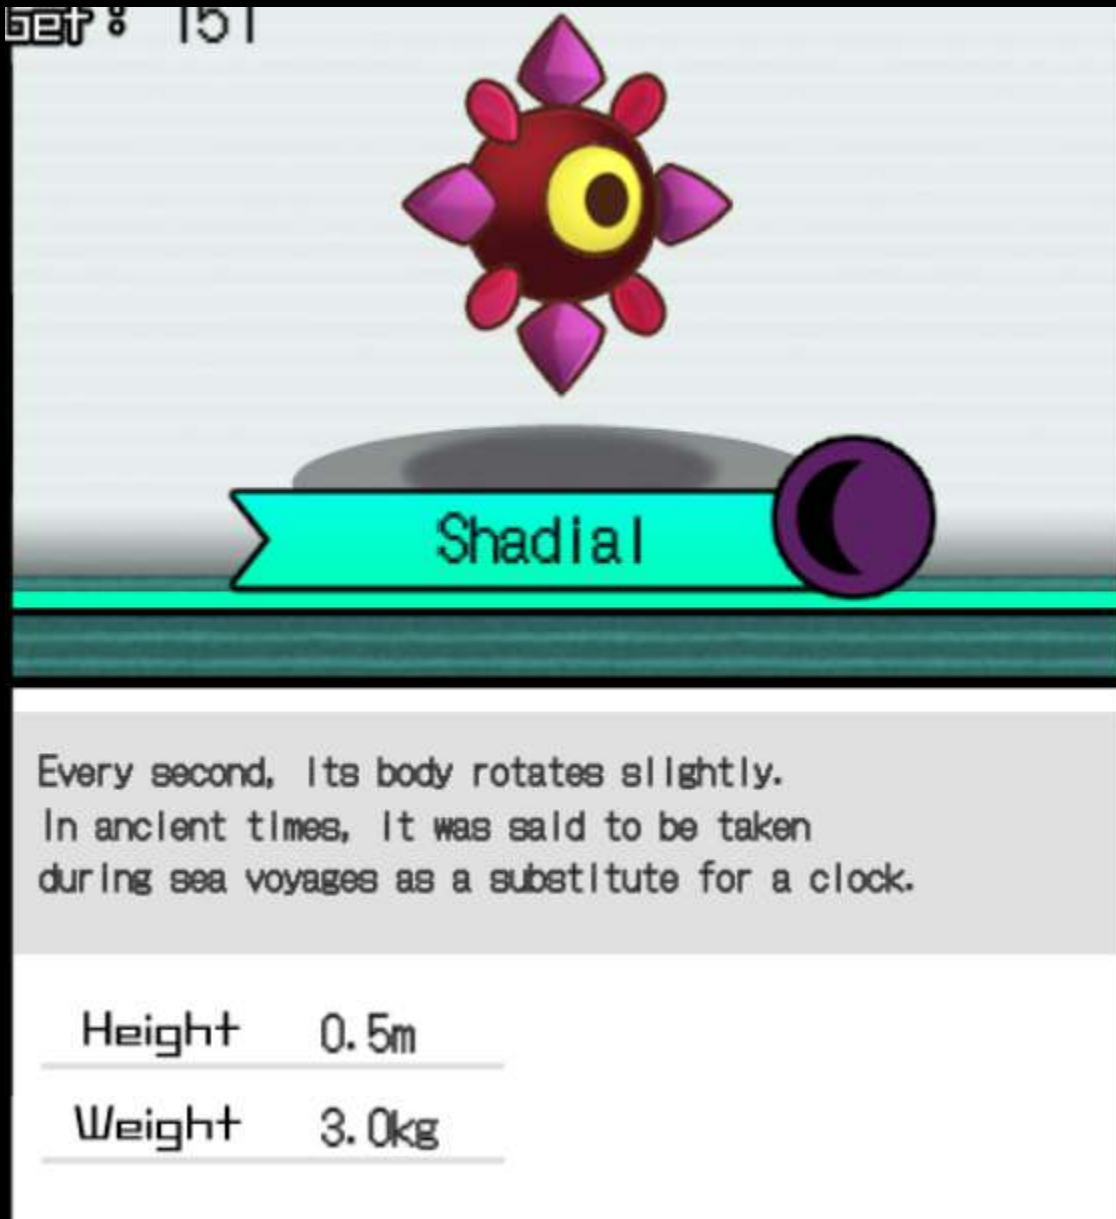 Get: 151
Shadial
Every second, its body rotates slightly.
In ancient times, it was said to be taken
during sea voyages as a substitute for a clock.
Height 0.5m
Weight 3.0kg